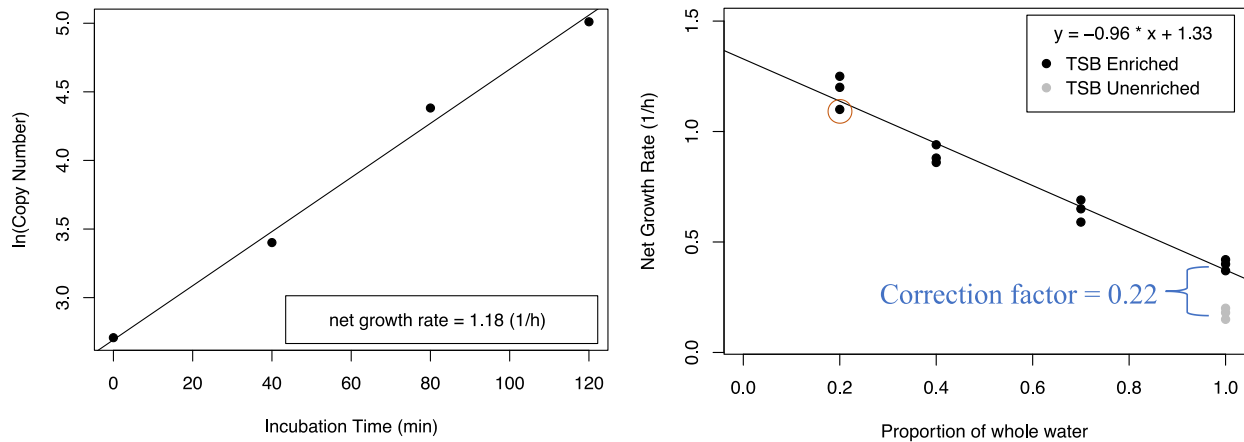 ln(Copy Number)
5.0
4.5
4.0
3.5
3.0
net growth rate = 1.18 (1/h)
0 20 40 60 80 100 120
Incubation Time (min)
Net Growth Rate (1/h)
1.5
1.0
0.5
0.0
y = −0.96 * x + 1.33
TSB Enriched
TSB Unenriched
Correction factor = 0.22
0.0 0.2 0.4 0.6 0.8 1.0
Proportion of whole water